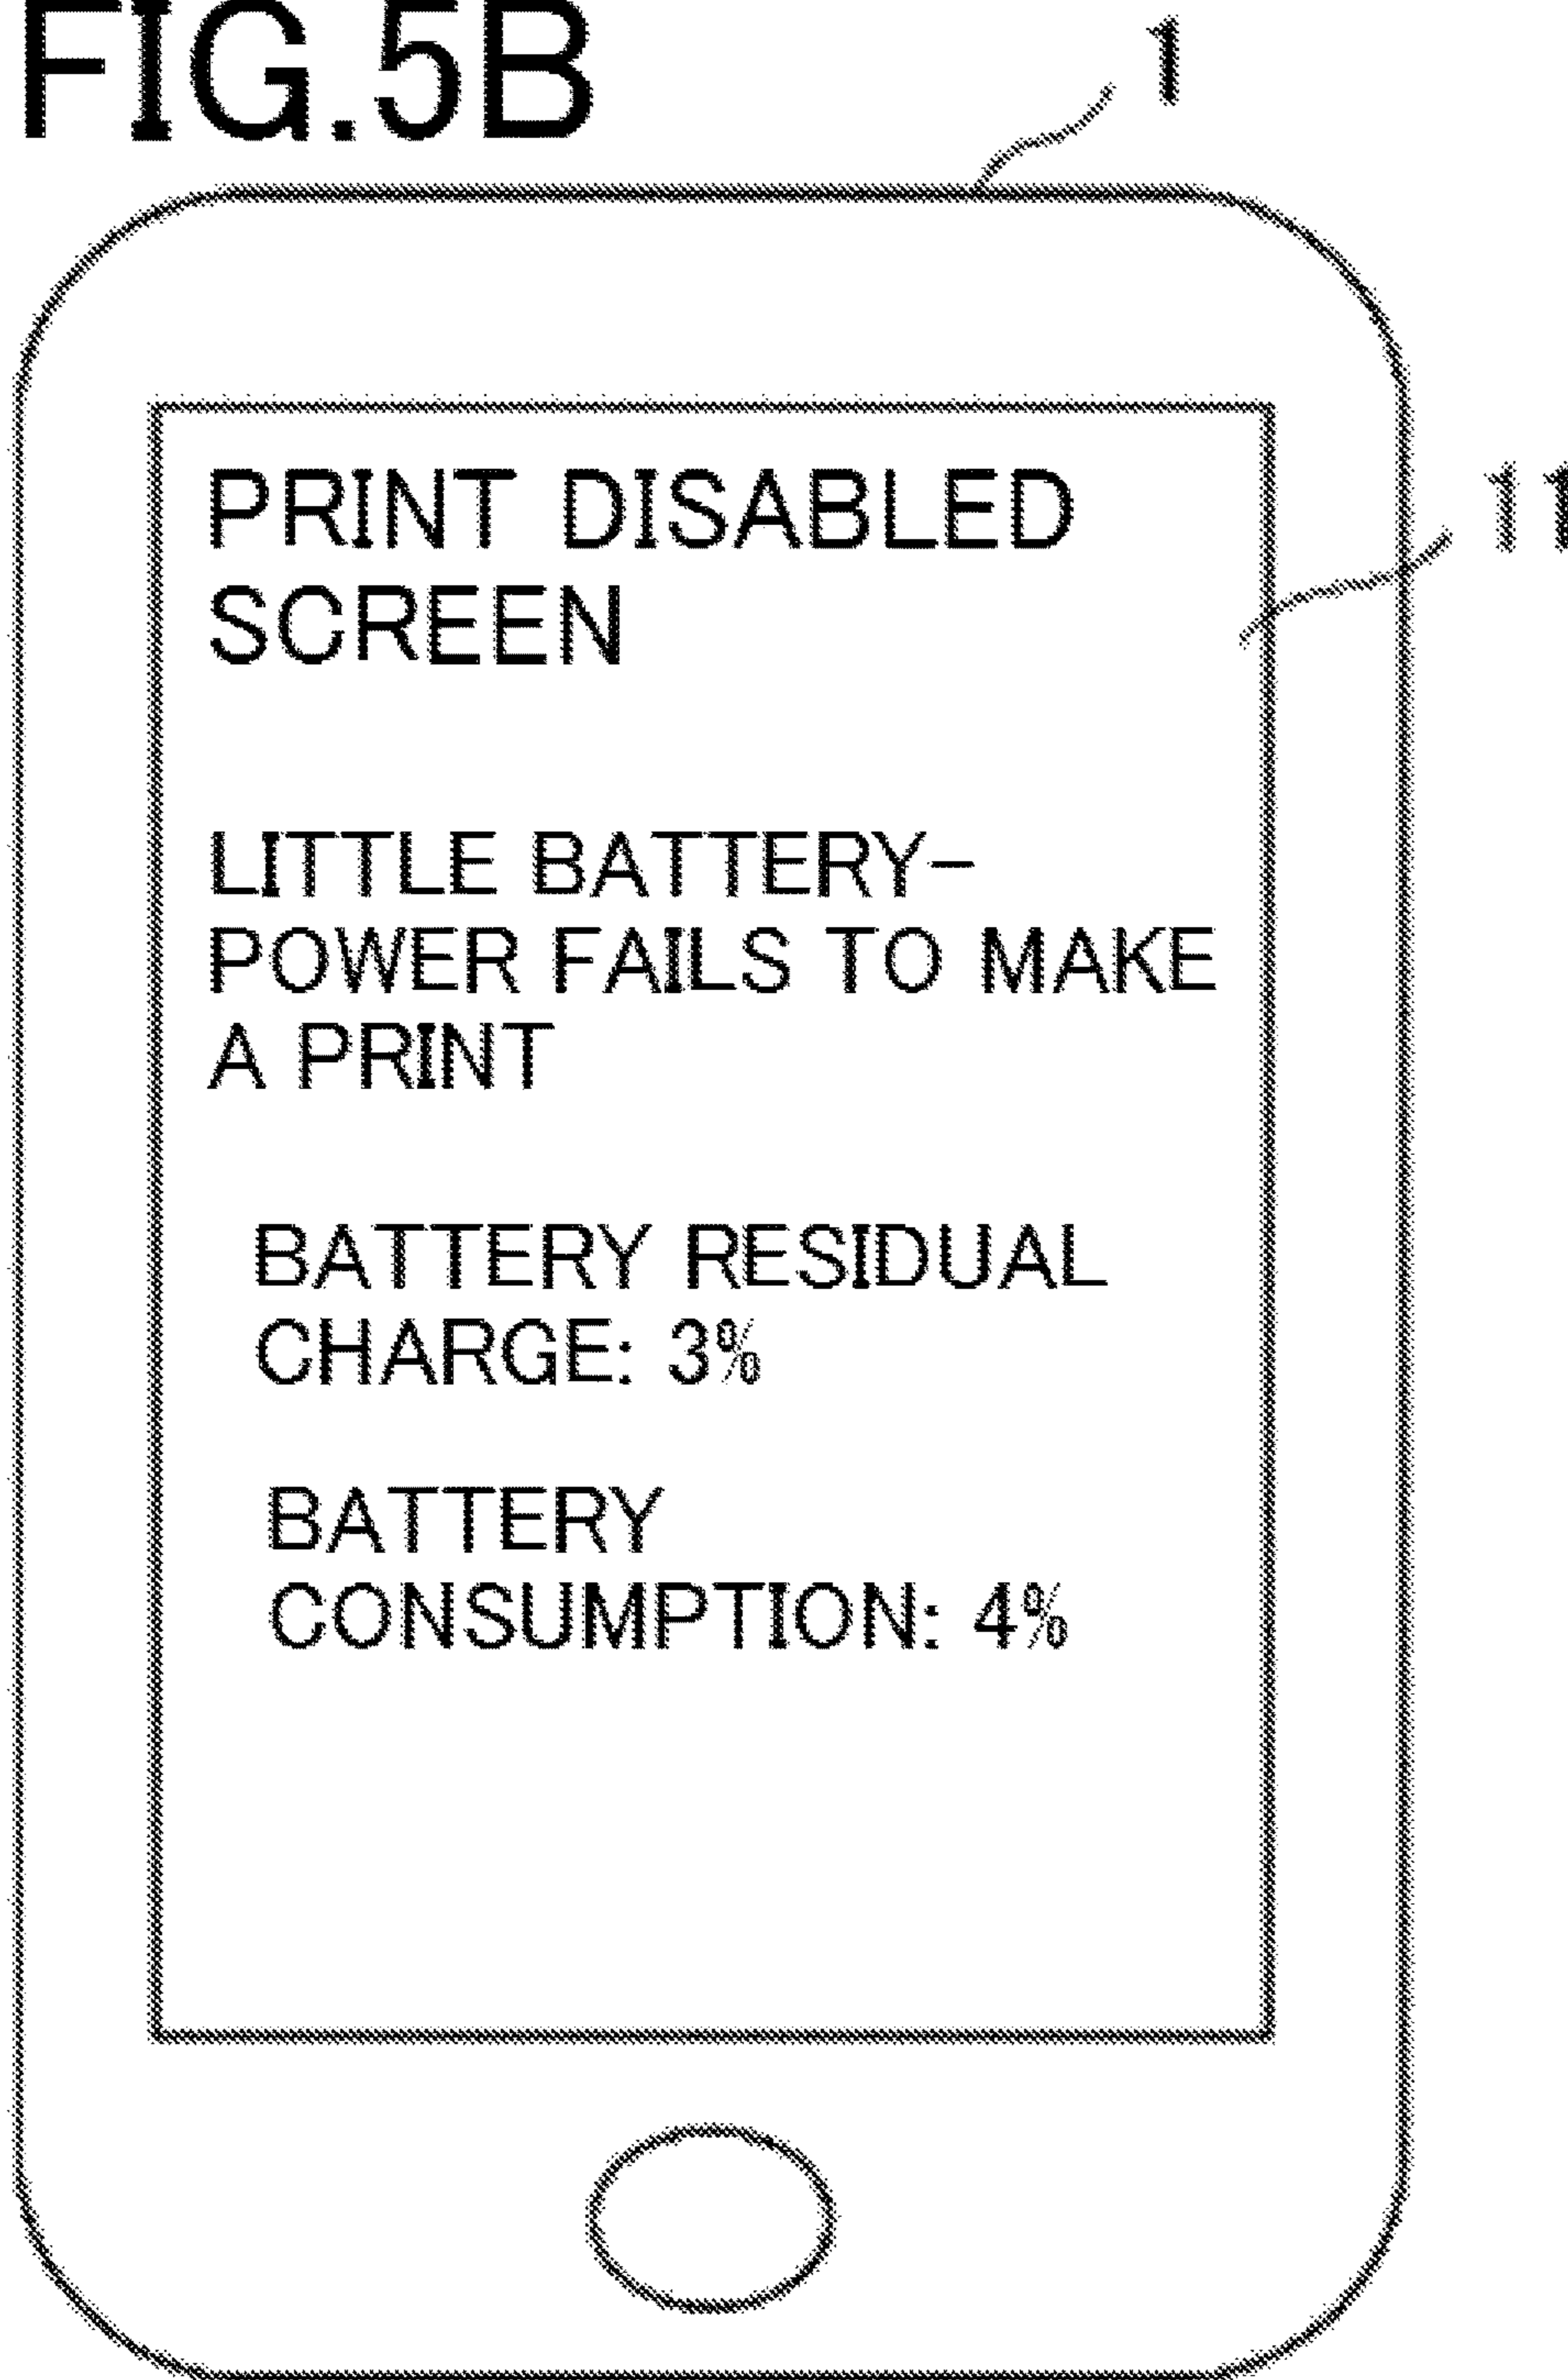 FIG.5B
1
PRINT DISABLED
SCREEN
11
LITTLE BATTERY-
POWER FAILS TO MAKE
A PRINT
BATTERY RESIDUAL
CHARGE: 3%
BATTERY
CONSUMPTION: 4%